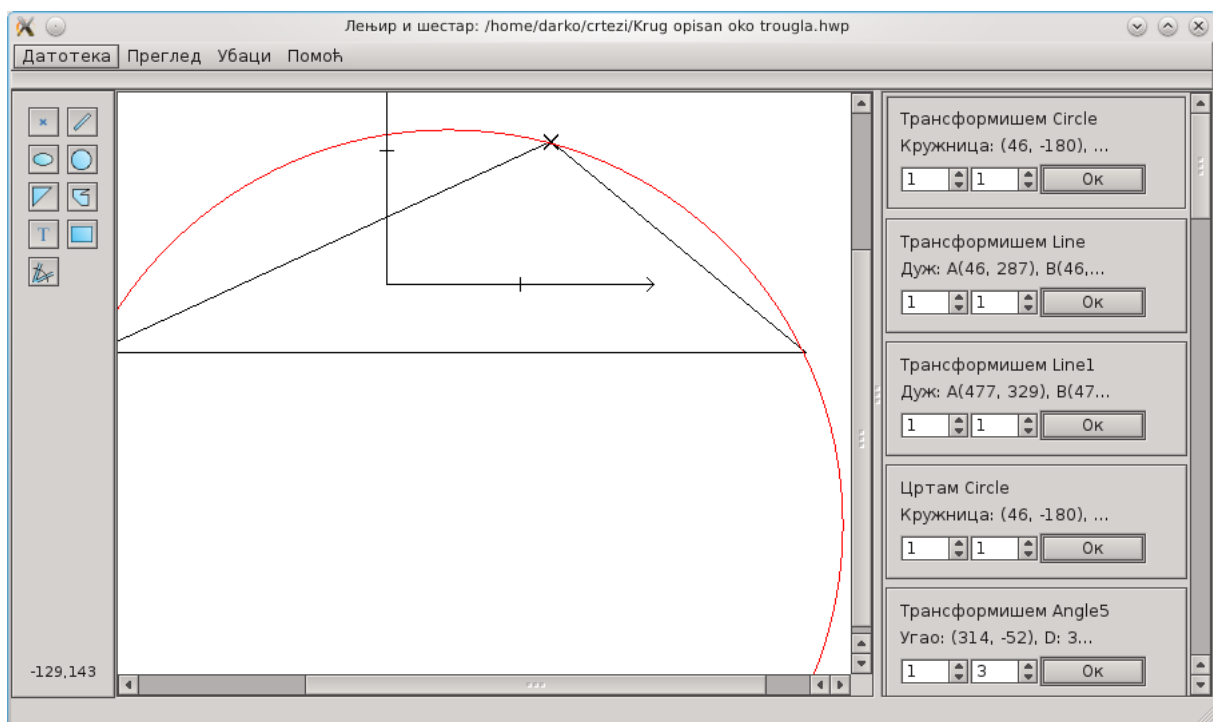 Лењир и шестар: /home/darko/crtezi/Krug opisan oko trougla.hwp
Датотека Преглед Убаци Помоћ
T
-129,143
Трансформишем Circle
Кружница: (46, -180), ...
1 1 Ок
Трансформишем Line
Дуж: A(46, 287), B(46,...
1 1 Ок
Трансформишем Line1
Дуж: A(477, 329), B(47...
1 1 Ок
Цртам Circle
Кружница: (46, -180), ...
1 1 Ок
Трансформишем Angle5
Угао: (314, -52), D: 3...
1 3 Ок